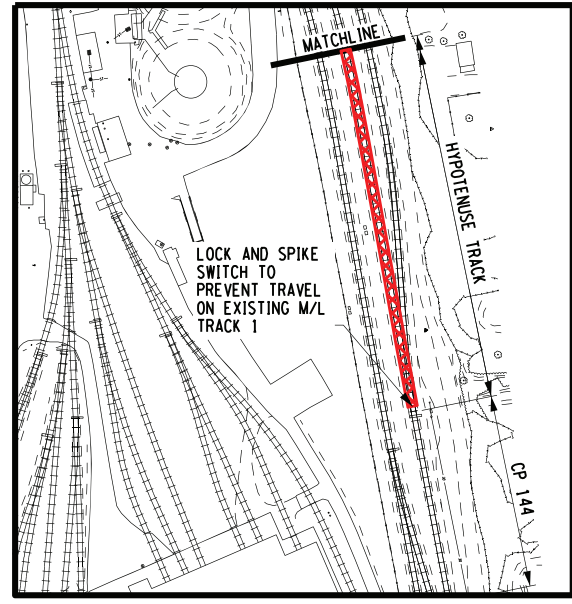 MATCHLINE
HYPOTENUSE TRACK
LOCK AND SPIKE
SWITCH TO
PREVENT TRAVEL
ON EXISTING M/L
TRACK 1
CP 144